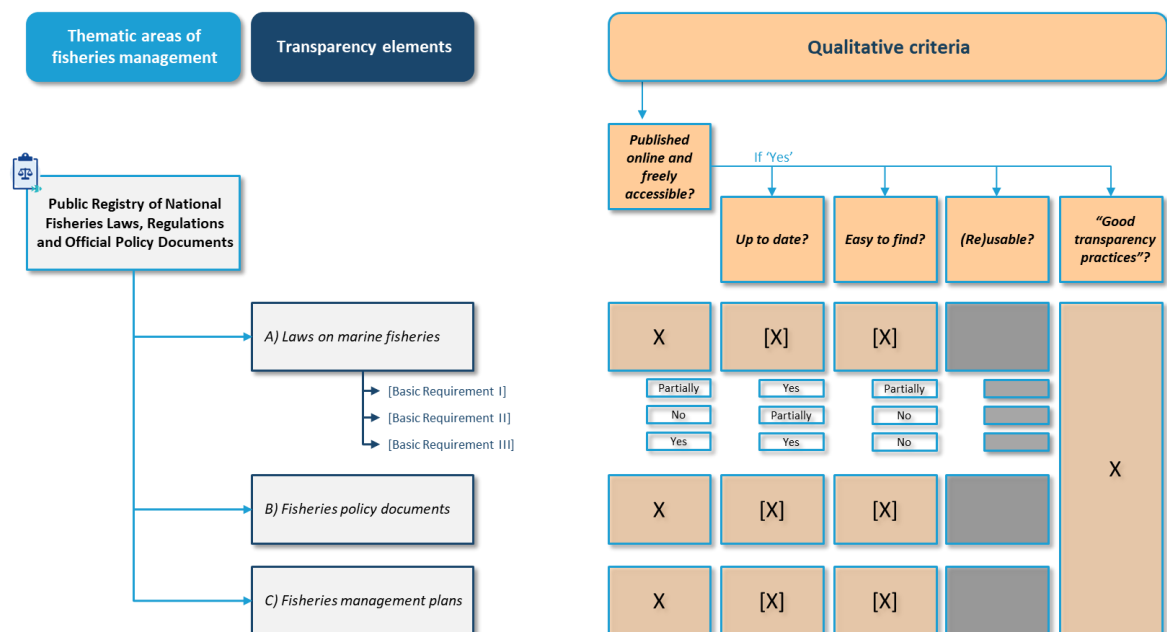 Thematic areas of
fisheries management
Transparency elements
Qualitative criteria
Published
online and
freely
accessible?
If ‘Yes’
Up to date?
Easy to find?
(Re)usable?
“Good
transparency
practices”?
Public Registry of National
Fisheries Laws, Regulations
and Official Policy Documents
A) Laws on marine fisheries
X
[X]
[X]
[Basic Requirement I]
Partially
Yes
Partially
[Basic Requirement II]
No
Partially
No
[Basic Requirement III]
Yes
Yes
No
X
B) Fisheries policy documents
X
[X]
[X]
C) Fisheries management plans
X
[X]
[X]